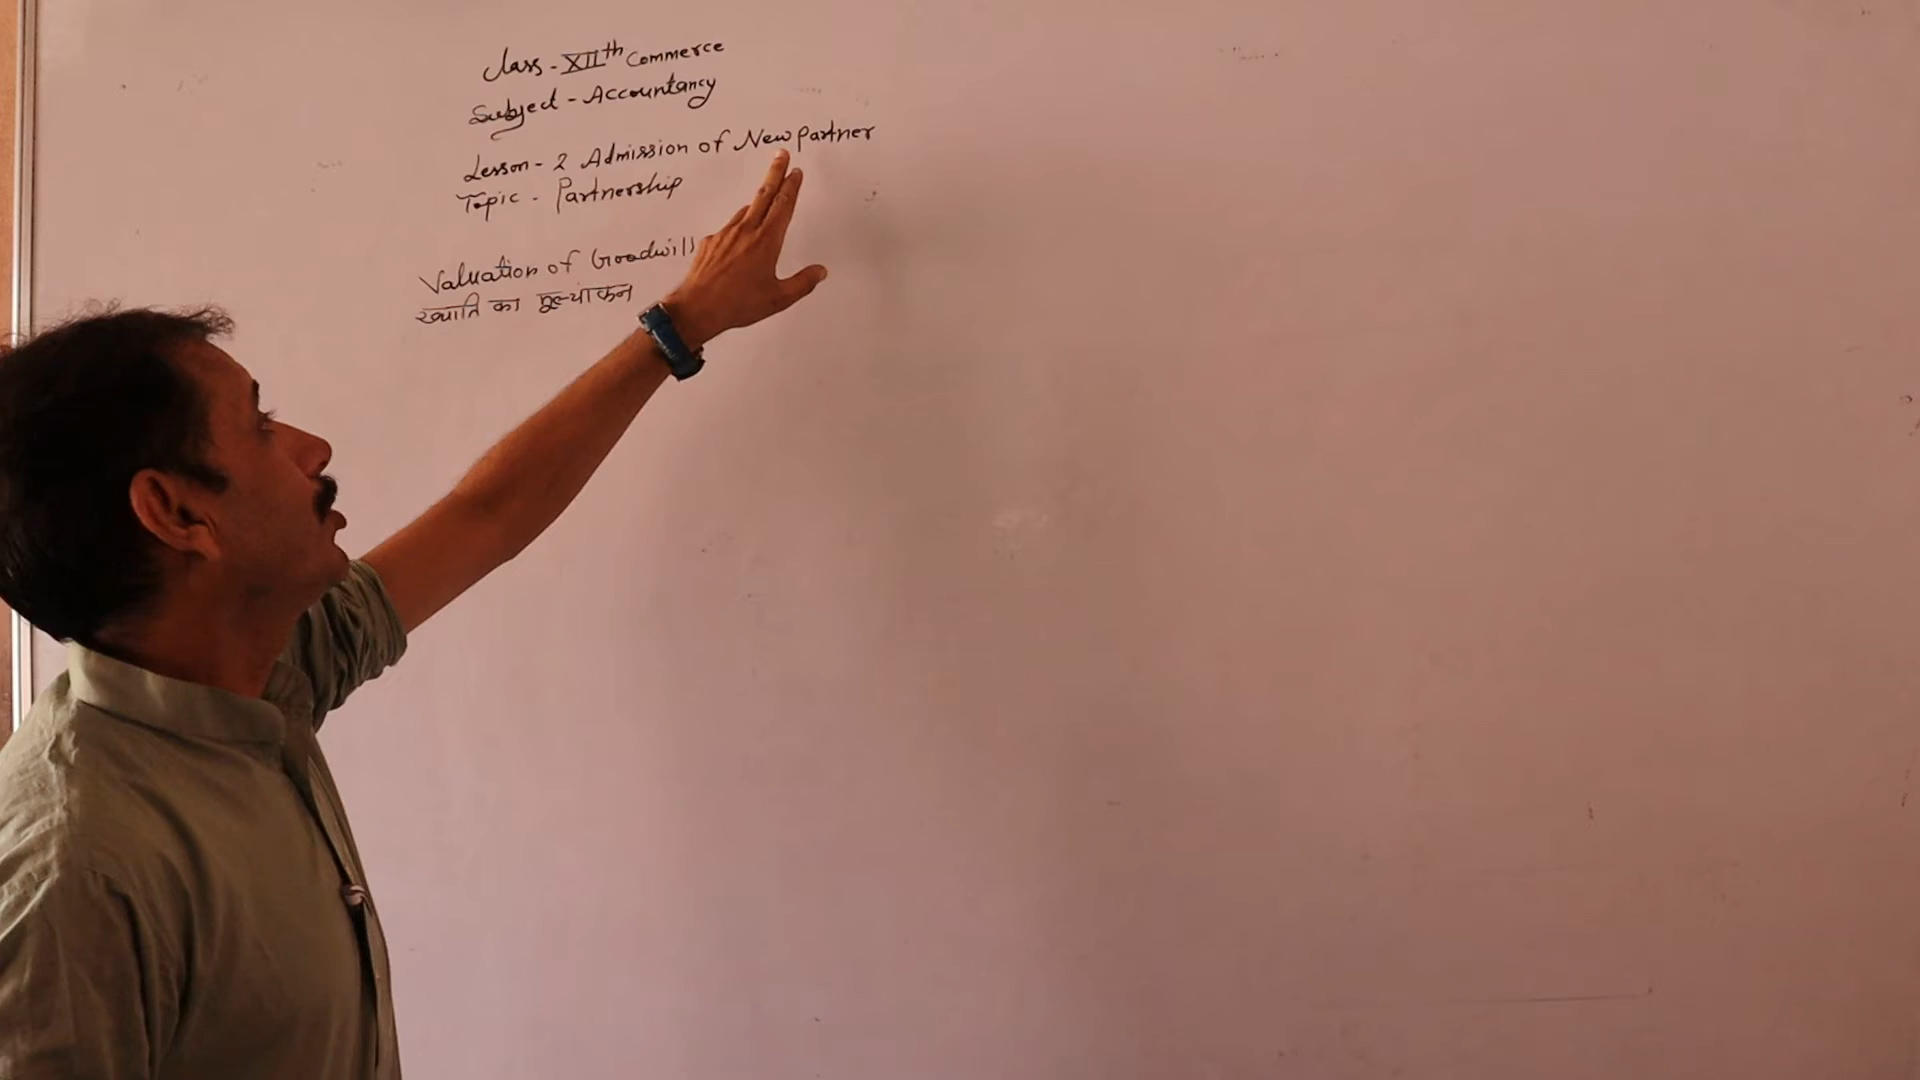 Class - XIIth Commerce
Subject - Accountancy
Lesson - 2 Admission of New Partner
Topic - Partnership
Valuation of Goodwill
ख्याति का मूल्यांकन